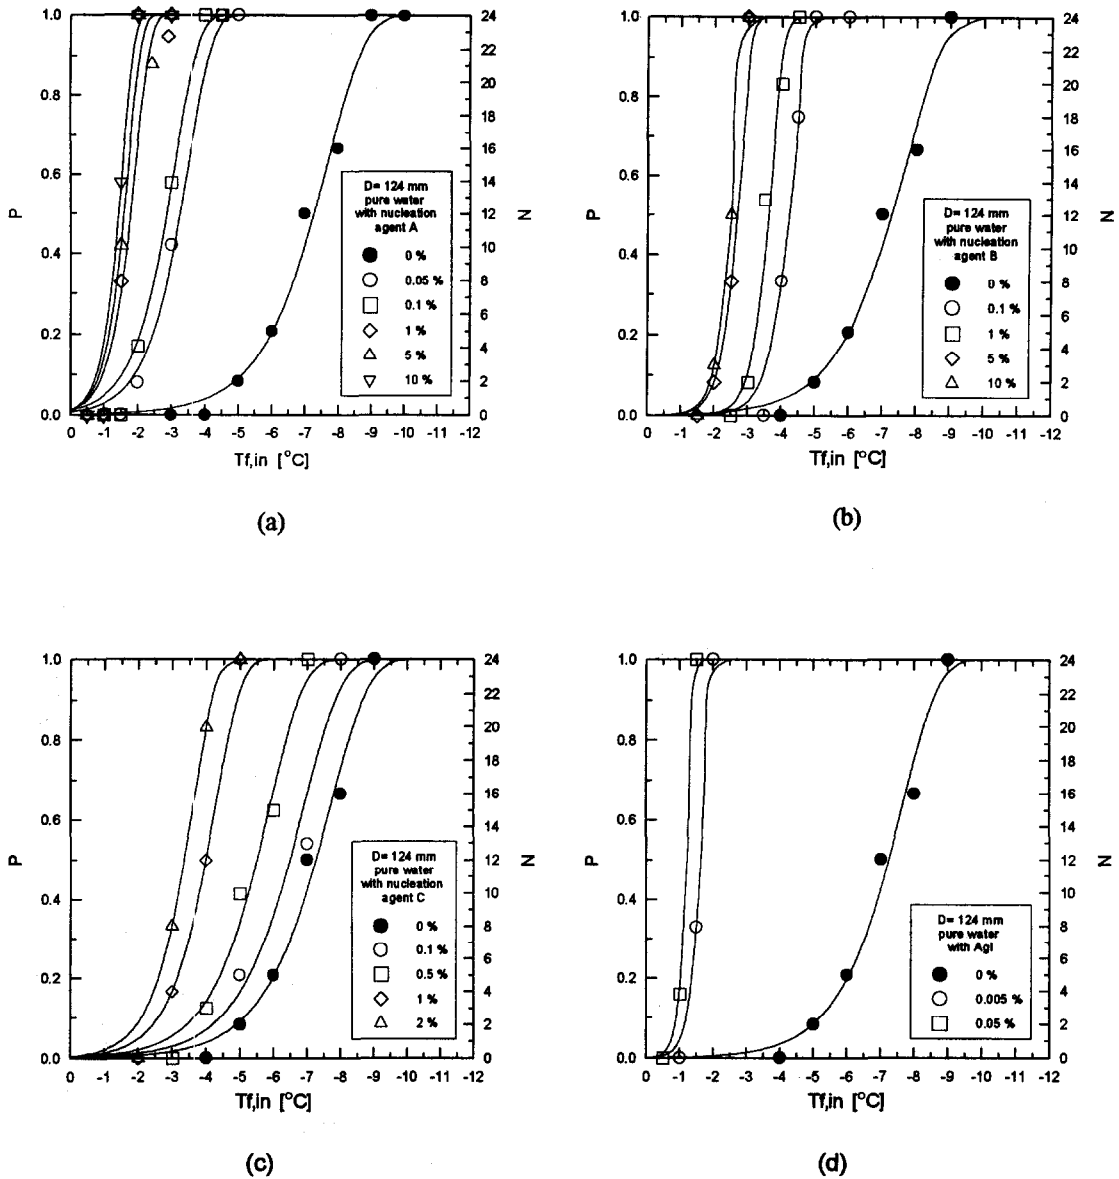 1.0
0.8
0.6
0.4
0.2
0.0
P
24
22
20
18
16
14
12
10
8
6
4
2
0
N
D= 124 mm
pure water
with nucleation
agent A
0 %
0.05 %
0.1 %
1 %
5 %
10 %
0 -1 -2 -3 -4 -5 -6 -7 -8 -9 -10 -11 -12
Tf,in [°C]
(a)
1.0
0.8
0.6
0.4
0.2
0.0
P
24
22
20
18
16
14
12
10
8
6
4
2
0
N
D= 124 mm
pure water
with nucleation
agent B
0 %
0.1 %
1 %
5 %
10 %
0 -1 -2 -3 -4 -5 -6 -7 -8 -9 -10 -11 -12
Tf,in [°C]
(b)
1.0
0.8
0.6
0.4
0.2
0.0
P
24
22
20
18
16
14
12
10
8
6
4
2
0
N
D= 124 mm
pure water
with nucleation
agent C
0 %
0.1 %
0.5 %
1 %
2 %
0 -1 -2 -3 -4 -5 -6 -7 -8 -9 -10 -11 -12
Tf,in [°C]
(c)
1.0
0.8
0.6
0.4
0.2
0.0
P
24
22
20
18
16
14
12
10
8
6
4
2
0
N
D= 124 mm
pure water
with AgI
0 %
0.005 %
0.05 %
0 -1 -2 -3 -4 -5 -6 -7 -8 -9 -10 -11 -12
Tf,in [°C]
(d)